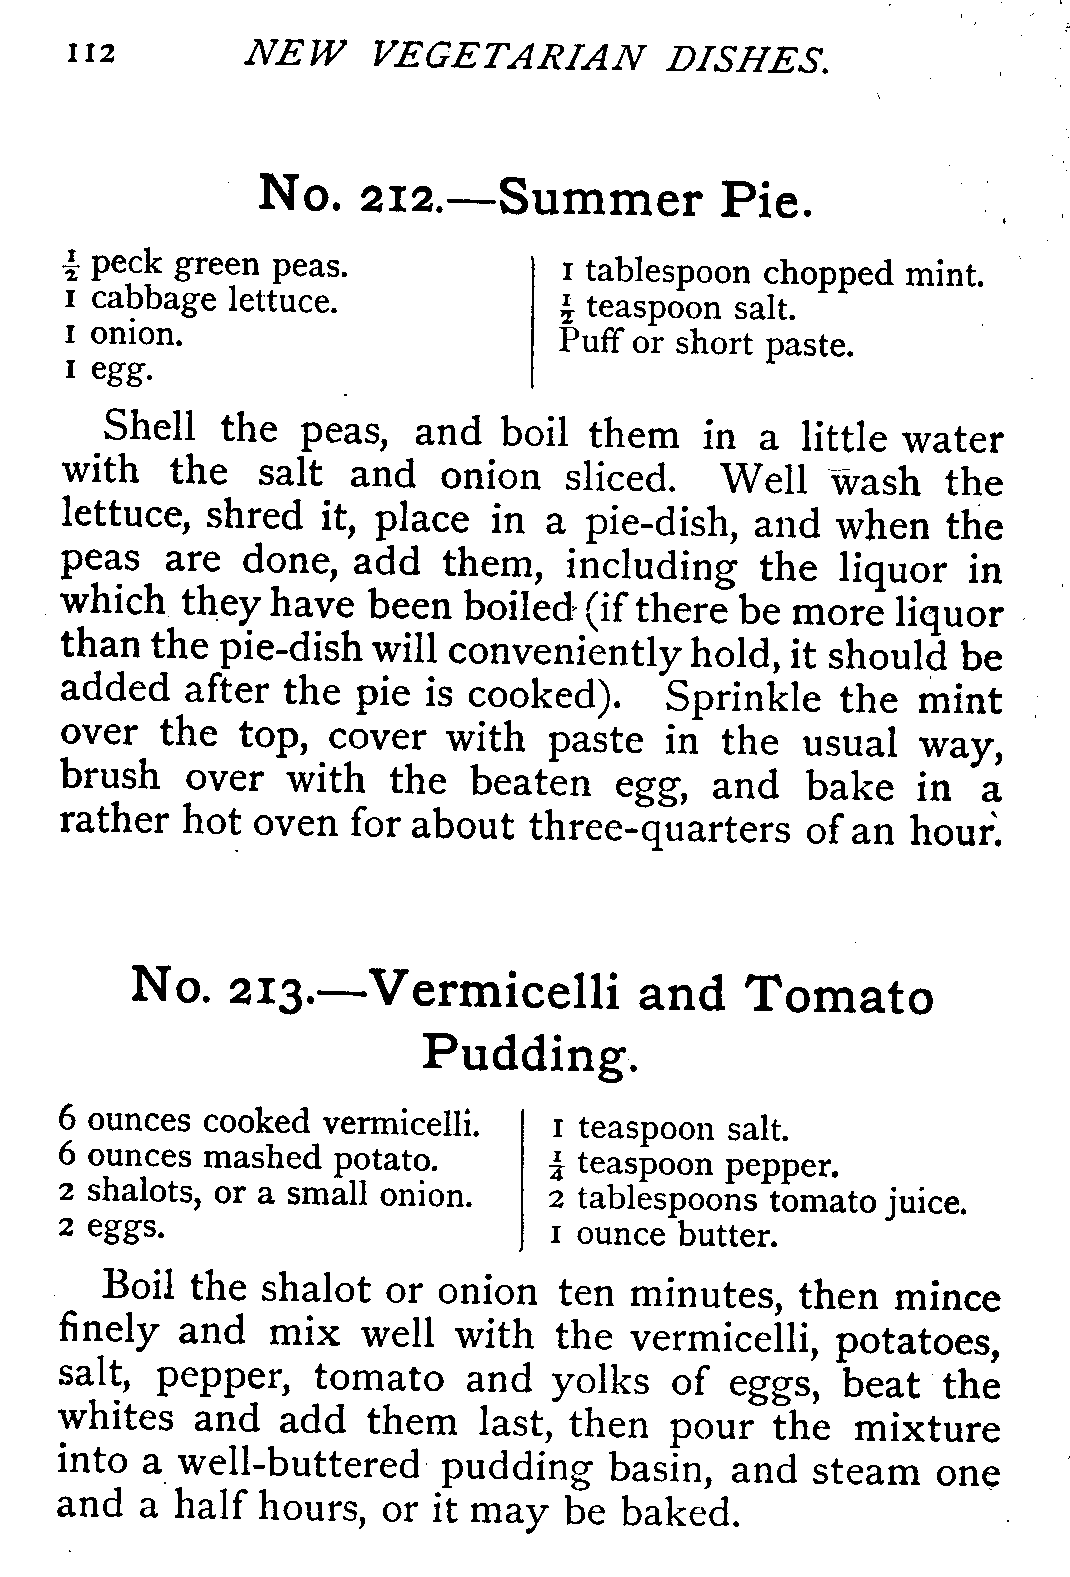 112 NEW VEGETARIAN DISHES.
No. 212.—Summer Pie.
½ peck green peas.
1 cabbage lettuce.
1 onion.
1 egg.
1 tablespoon chopped mint.
½ teaspoon salt.
Puff or short paste.
Shell the peas, and boil them in a little water
with the salt and onion sliced. Well wash the
lettuce, shred it, place in a pie-dish, and when the
peas are done, add them, including the liquor in
which they have been boiled (if there be more liquor
than the pie-dish will conveniently hold, it should be
added after the pie is cooked). Sprinkle the mint
over the top, cover with paste in the usual way,
brush over with the beaten egg, and bake in a
rather hot oven for about three-quarters of an hour.
No. 213.—Vermicelli and Tomato
Pudding.
6 ounces cooked vermicelli.
6 ounces mashed potato.
2 shalots, or a small onion.
2 eggs.
1 teaspoon salt.
¼ teaspoon pepper.
2 tablespoons tomato juice.
1 ounce butter.
Boil the shalot or onion ten minutes, then mince
finely and mix well with the vermicelli, potatoes,
salt, pepper, tomato and yolks of eggs, beat the
whites and add them last, then pour the mixture
into a well-buttered pudding basin, and steam one
and a half hours, or it may be baked.